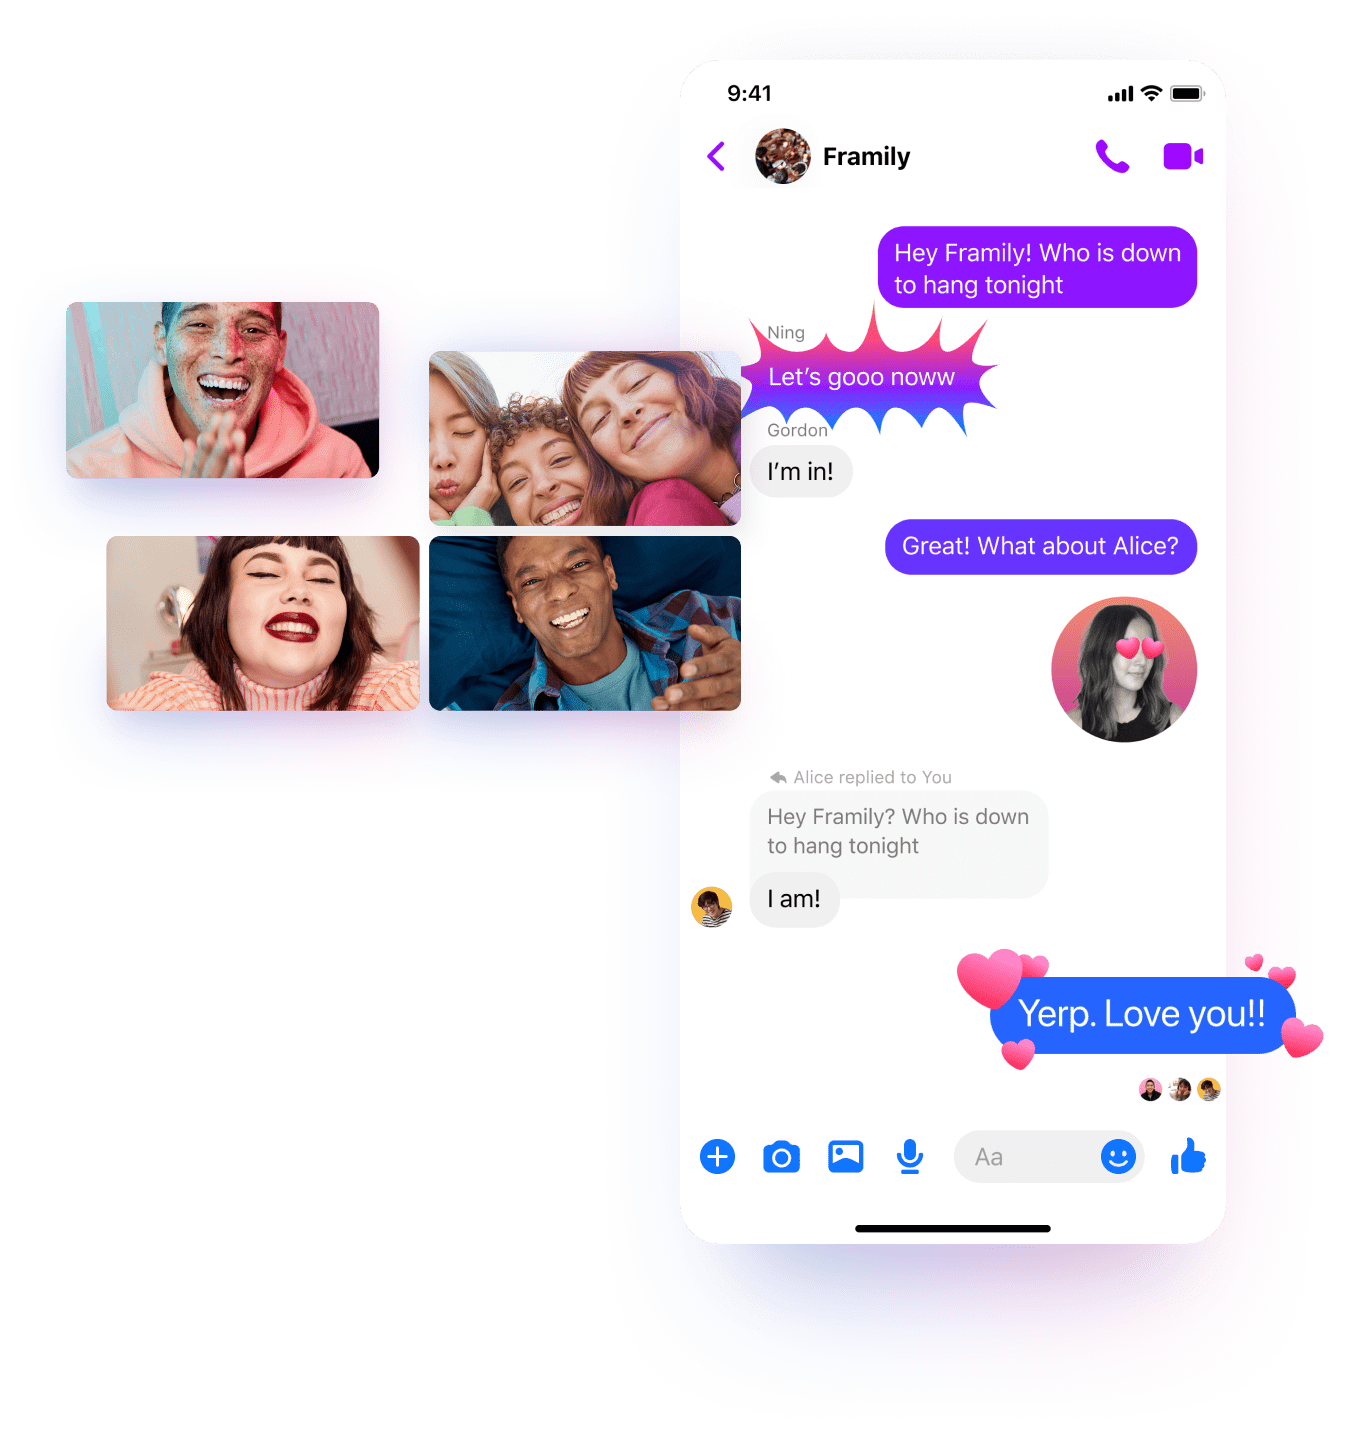 9:41
Framily
Hey Framily! Who is down
to hang tonight
Ning
Let's gooo noww
Gordon
I'm in!
Great! What about Alice?
Alice replied to You
Hey Framily? Who is down
to hang tonight
I am!
Yerp. Love you!!
Aa